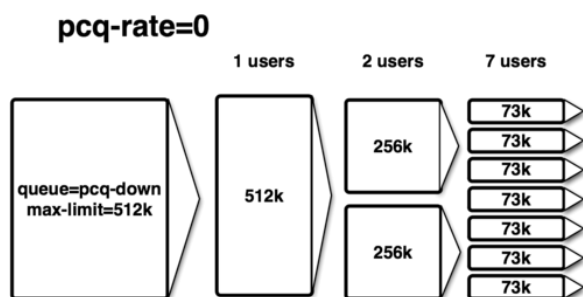 pcq-rate=0
1 users
2 users
7 users
queue=pcq-down
max-limit=512k
512k
256k
256k
73k
73k
73k
73k
73k
73k
73k